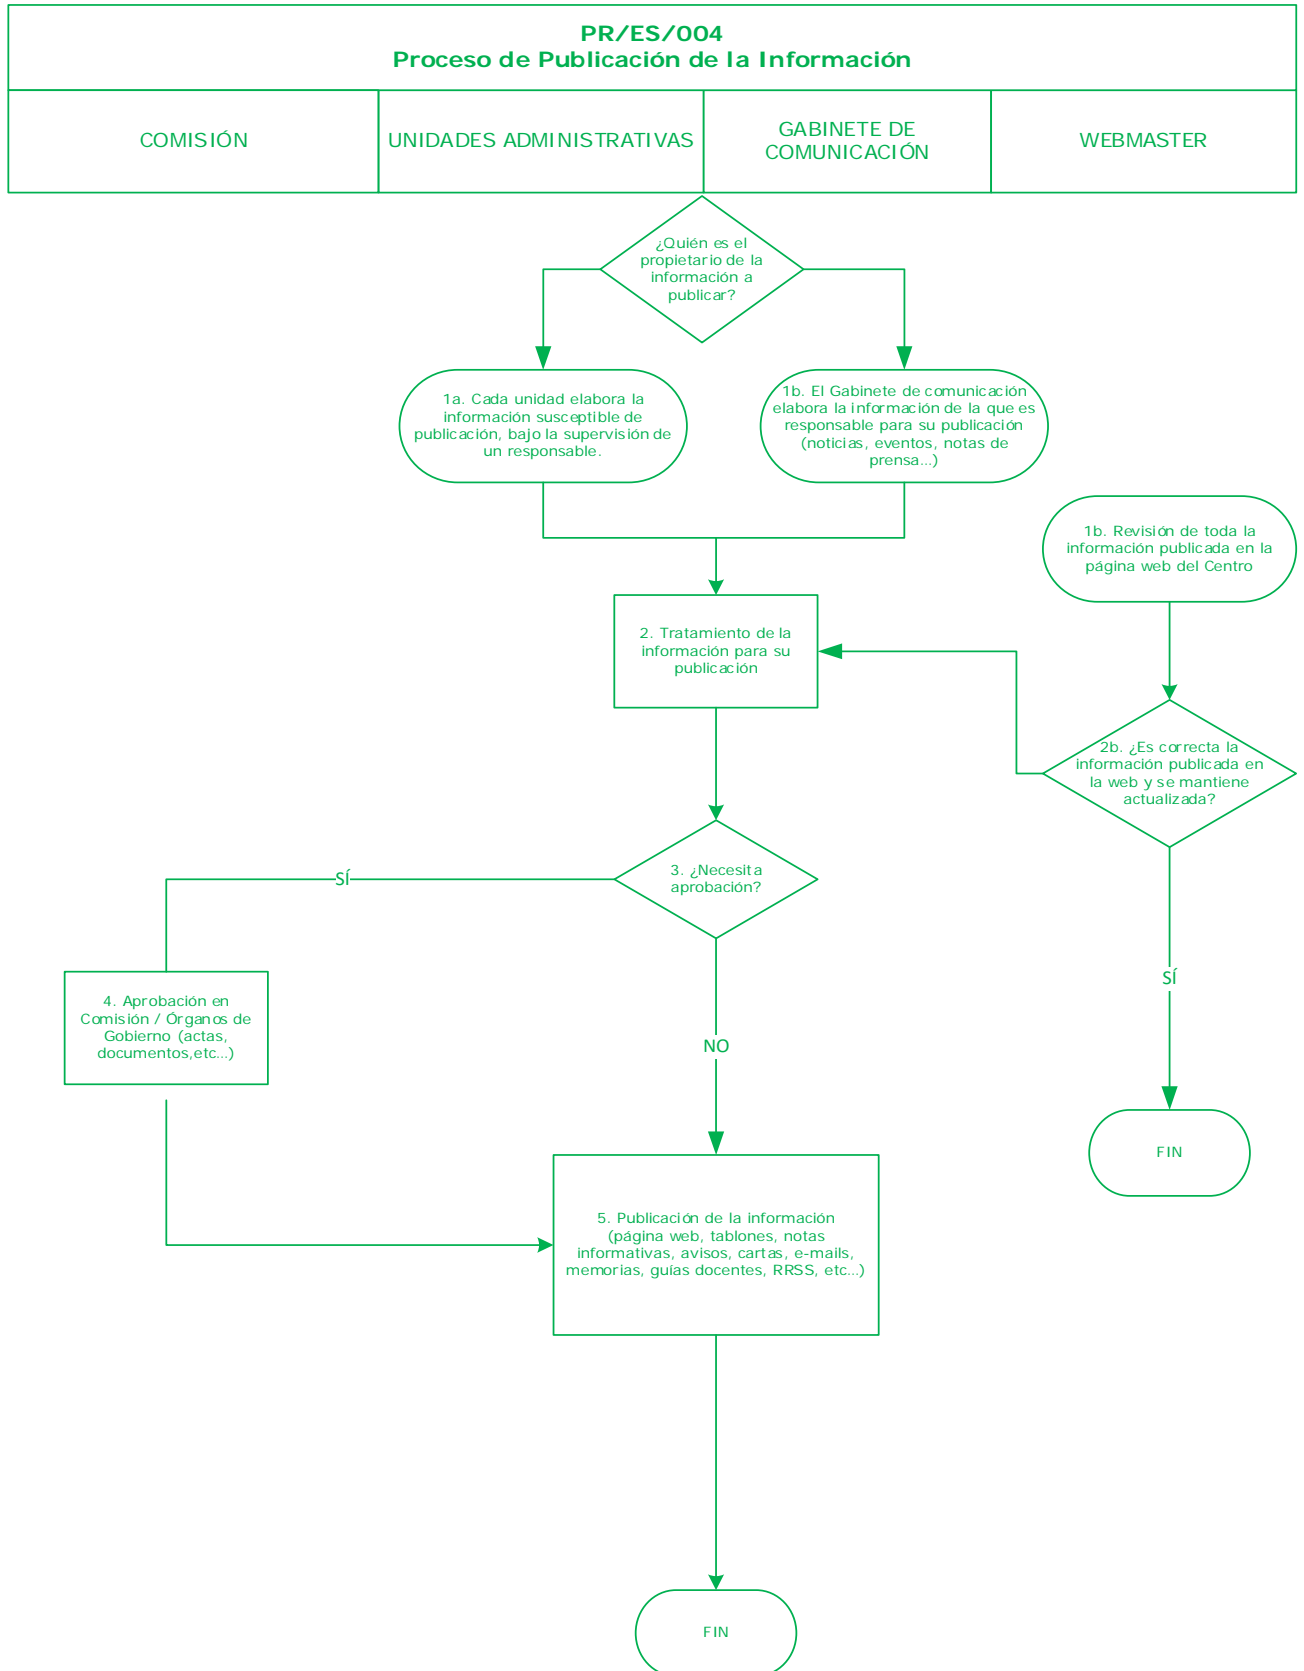 PR/ES/004
Proceso de Publicación de la Información
COMISIÓN
UNIDADES ADMINISTRATIVAS
GABINETE DE
COMUNICACIÓN
WEBMASTER
¿Quién es el
propietario de la
información a
publicar?
1a. Cada unidad elabora la
información susceptible de
publicación, bajo la supervisión de
un responsable.
1b. El Gabinete de comunicación
elabora la información de la que es
responsable para su publicación
(noticias, eventos, notas de
prensa...)
1b. Revisión de toda la
información publicada en la
página web del Centro
2. Tratamiento de la
información para su
publicación
2b. ¿Es correcta la
información publicada en
la web y se mantiene
actualizada?
3. ¿Necesita
aprobación?
SÍ
4. Aprobación en
Comisión / Órganos de
Gobierno (actas,
documentos,etc...)
SÍ
NO
FIN
5. Publicación de la información
(página web, tablones, notas
informativas, avisos, cartas, e-mails,
memorias, guías docentes, RRSS, etc...)
FIN